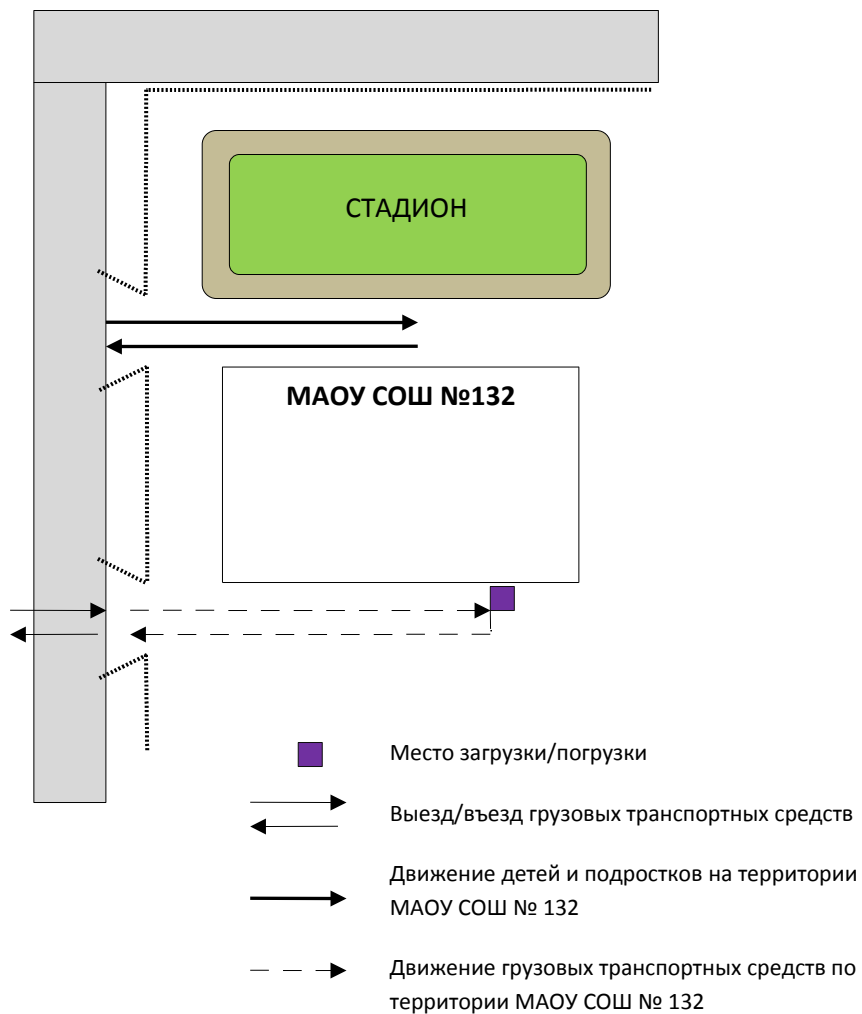 СТАДИОН
МАОУ СОШ №132
Место загрузки/погрузки
Выезд/въезд грузовых транспортных средств
Движение детей и подростков на территории
МАОУ СОШ № 132
Движение грузовых транспортных средств по
территории МАОУ СОШ № 132